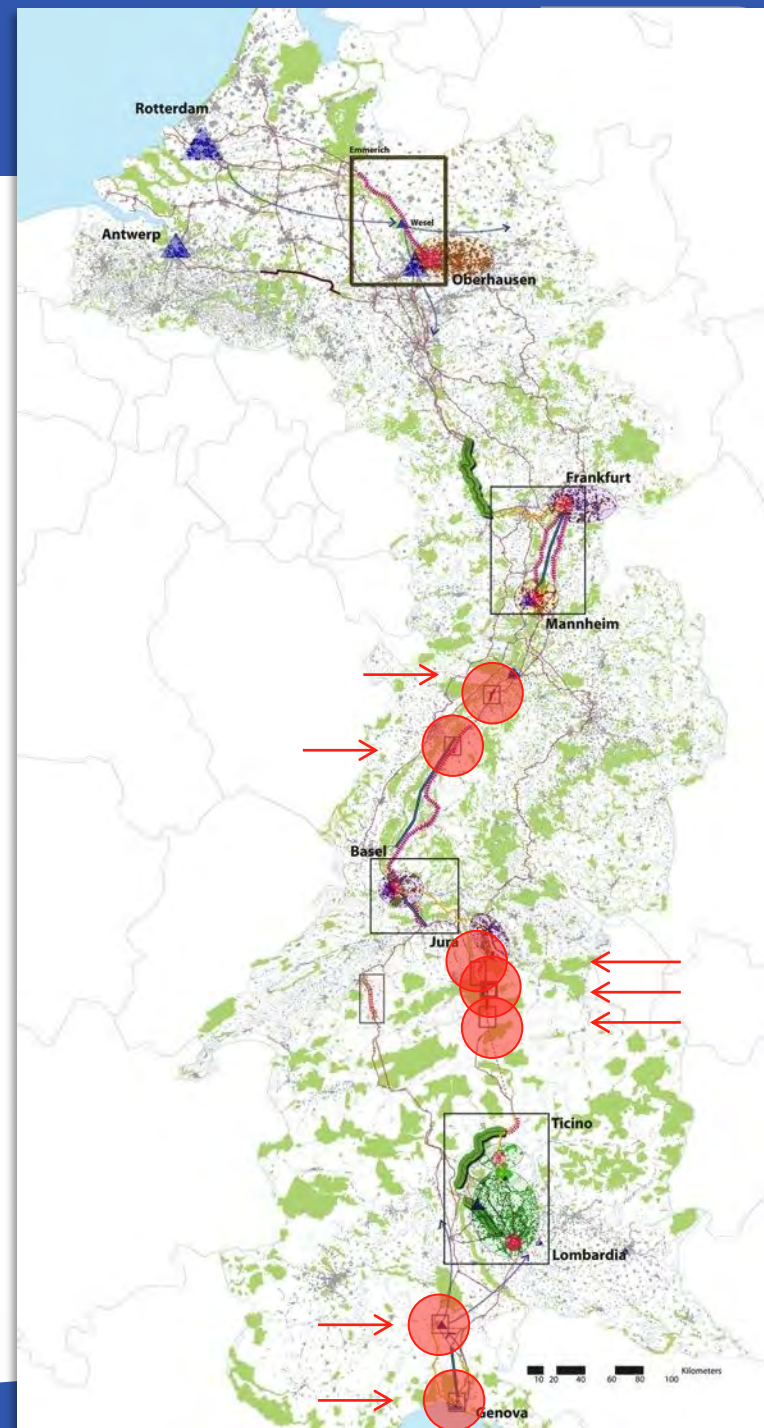 Rotterdam
Emmerich
Wesel
Antwerp
Oberhausen
Frankfurt
Mannheim
Basel
Jura
Ticino
Lombardia
Kilometers
10 20 40 60 80 100
Genova